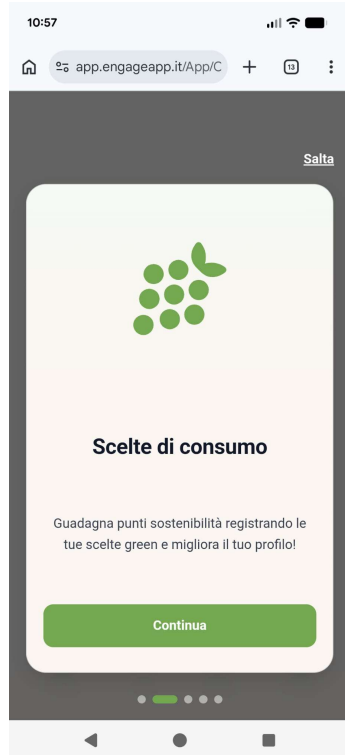 10:57
app.engageapp.it/App/C
13
Salta
Scelte di consumo
Guadagna punti sostenibilità registrando le
tue scelte green e migliora il tuo profilo!
Continua